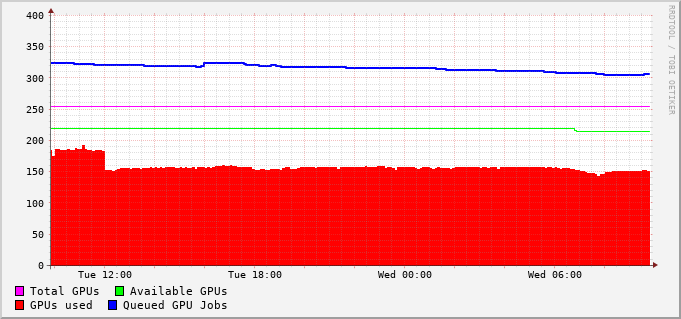 400
350
300
250
200
150
100
50
0
Tue 12:00 Tue 18:00 Wed 00:00 Wed 06:00
Total GPUs Available GPUs
GPUs used Queued GPU Jobs
RRDTOOL / TOBI OETIKER